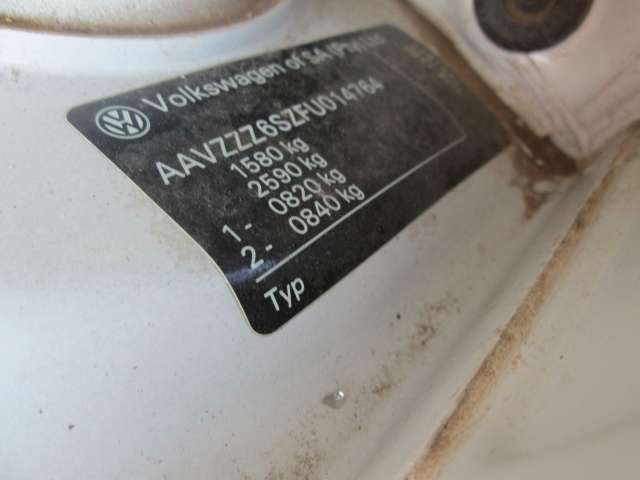 Volkswagen of SA (Pty) Ltd
AAVZZZ6SZFU014764
1580 kg
2590 kg
1- 0820 kg
2- 0840 kg
Typ